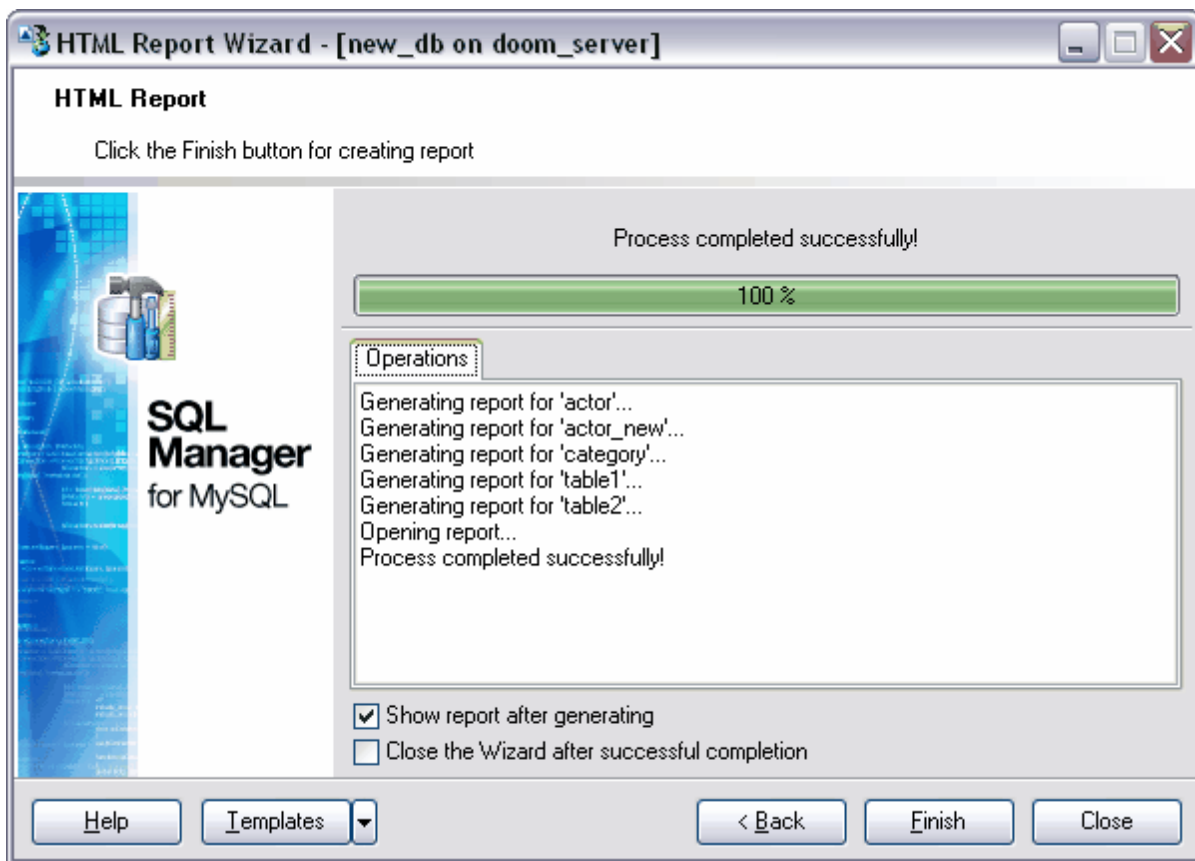 HTML Report Wizard - [new_db on doom_server]
HTML Report
Click the Finish button for creating report
Process completed successfully!
100 %
Operations
Generating report for 'actor'...
Generating report for 'actor_new'...
Generating report for 'category'...
Generating report for 'table1'...
Generating report for 'table2'...
Opening report...
Process completed successfully!
SQL
Manager
for MySQL
Show report after generating
Close the Wizard after successful completion
Help
Templates
< Back
Finish
Close